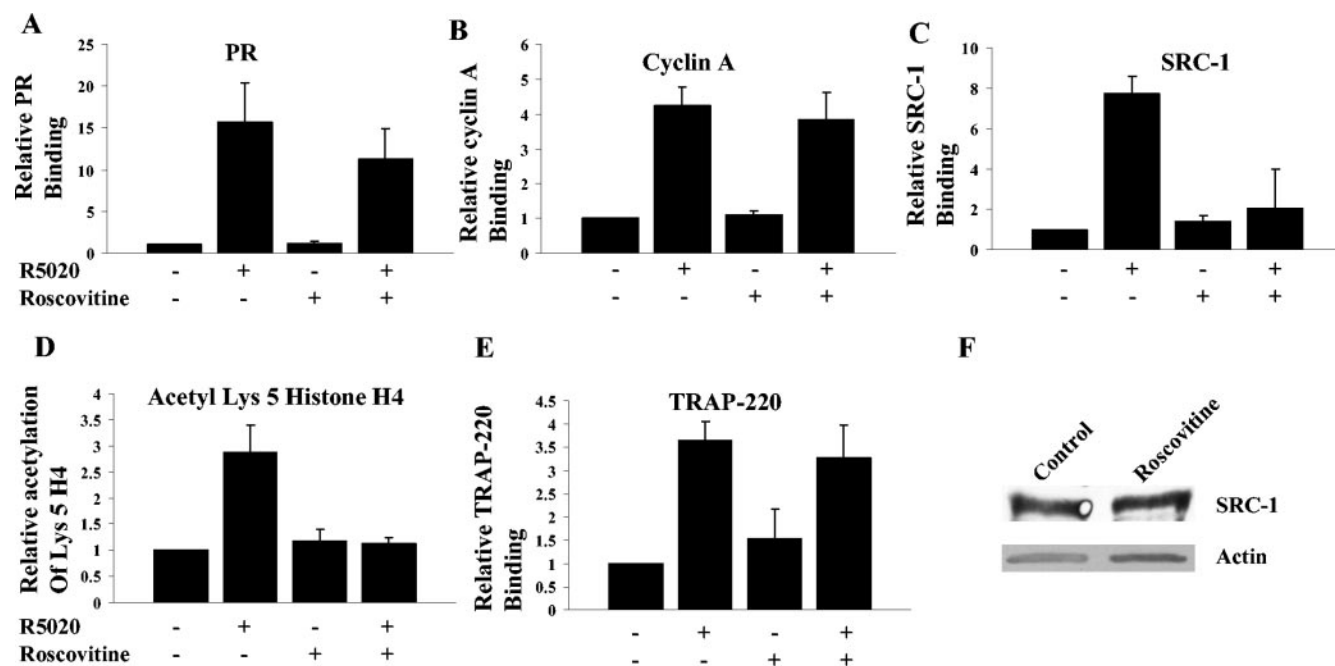 A
PR
Relative PR
Binding
25
20
15
10
5
0
R5020 - + - +
Roscovitine - - + +
B
Cyclin A
Relative cyclin A
Binding
6
5
4
3
2
1
0
- + - +
- - + +
C
SRC-1
Relative SRC-1
Binding
10
8
6
4
2
0
- + - +
- - + +
D
Acetyl Lys 5 Histone H4
Relative acetylation
Of Lys 5 H4
4
3.5
3
2.5
2
1.5
1
0.5
0
R5020 - + - +
Roscovitine - - + +
E
TRAP-220
Relative TRAP-220
Binding
4.5
4
3.5
3
2.5
2
1.5
1
0.5
0
- + - +
- - + +
F
Control
Roscovitine
SRC-1
Actin